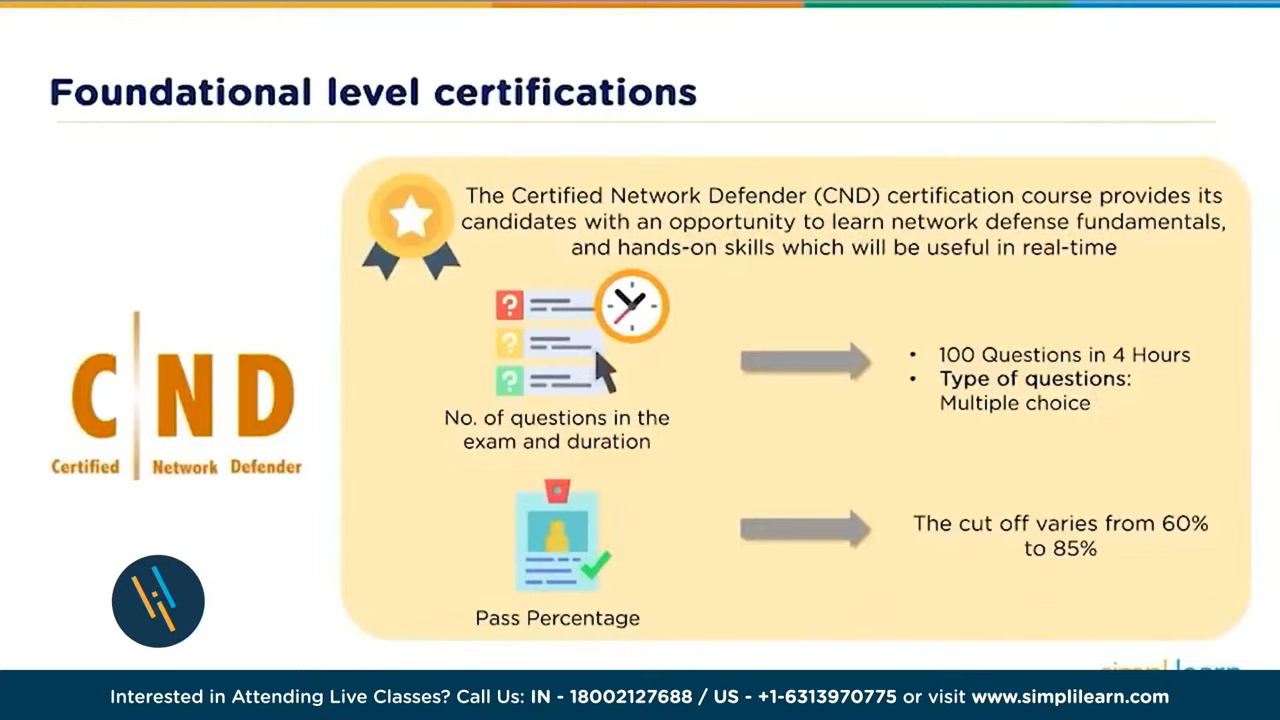 Foundational level certifications
The Certified Network Defender (CND) certification course provides its
candidates with an opportunity to learn network defense fundamentals,
and hands-on skills which will be useful in real-time
C ND
Certified Network Defender
? 
?
?
No. of questions in the
exam and duration
• 100 Questions in 4 Hours
• Type of questions:
Multiple choice
Pass Percentage
The cut off varies from 60%
to 85%
simplilearn
Interested in Attending Live Classes? Call Us: IN - 18002127688 / US - +1-6313970775 or visit www.simplilearn.com